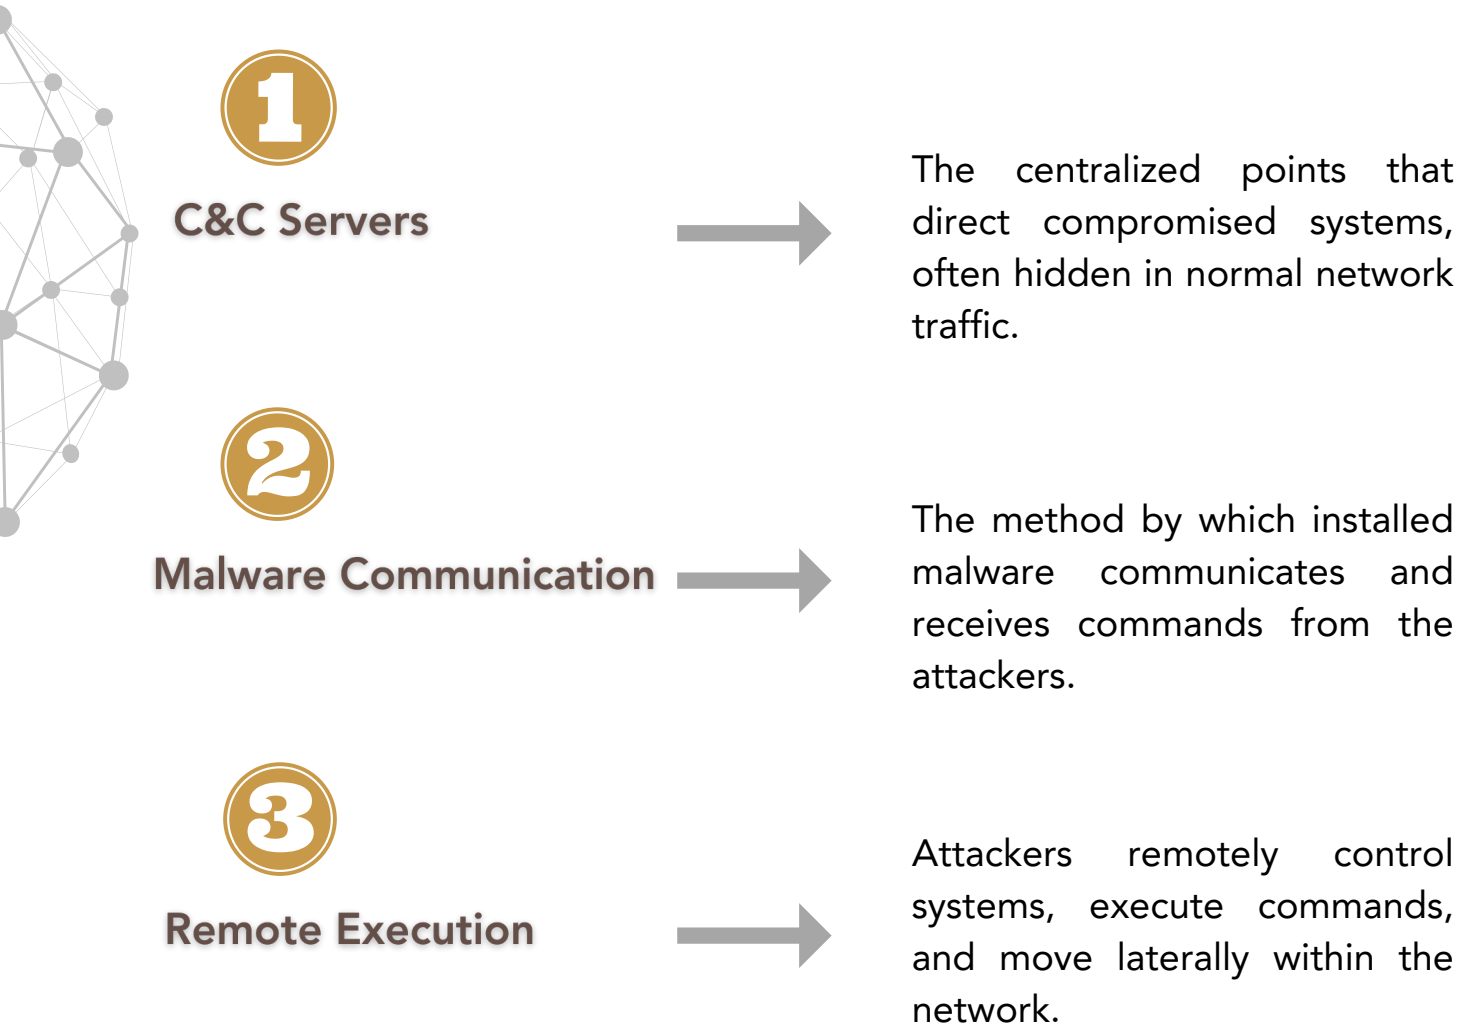 1
C&C Servers
The centralized points that
direct compromised systems,
often hidden in normal network
traffic.
2
Malware Communication
The method by which installed
malware communicates and
receives commands from the
attackers.
3
Remote Execution
Attackers remotely control
systems, execute commands,
and move laterally within the
network.